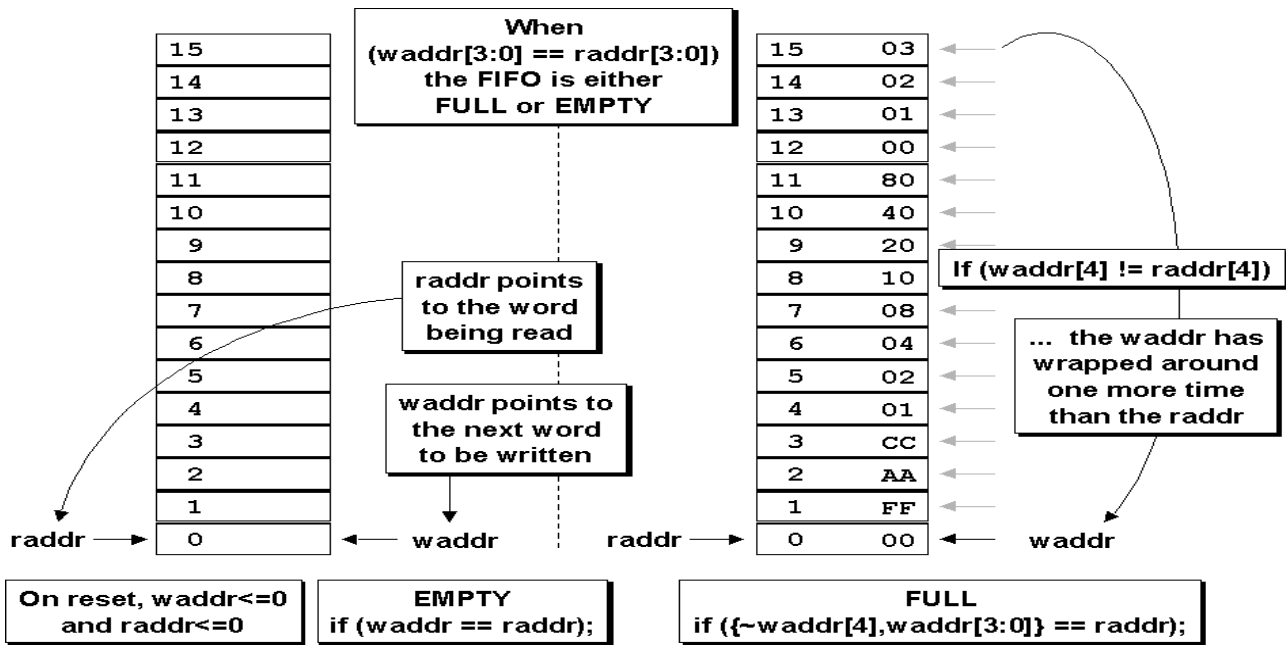 When
(waddr[3:0] == raddr[3:0])
the FIFO is either
FULL or EMPTY
15
14
13
12
11
10
9
8
7
6
5
4
3
2
1
0
raddr points
to the word
being read
waddr points to
the next word
to be written
raddr
waddr
15 03
14 02
13 01
12 00
11 80
10 40
9 20
8 10
7 08
6 04
5 02
4 01
3 CC
2 AA
1 FF
0 00
raddr
waddr
If (waddr[4] != raddr[4])
... the waddr has
wrapped around
one more time
than the raddr
On reset, waddr<=0
and raddr<=0
EMPTY
if (waddr == raddr);
FULL
if ({~waddr[4],waddr[3:0]} == raddr);